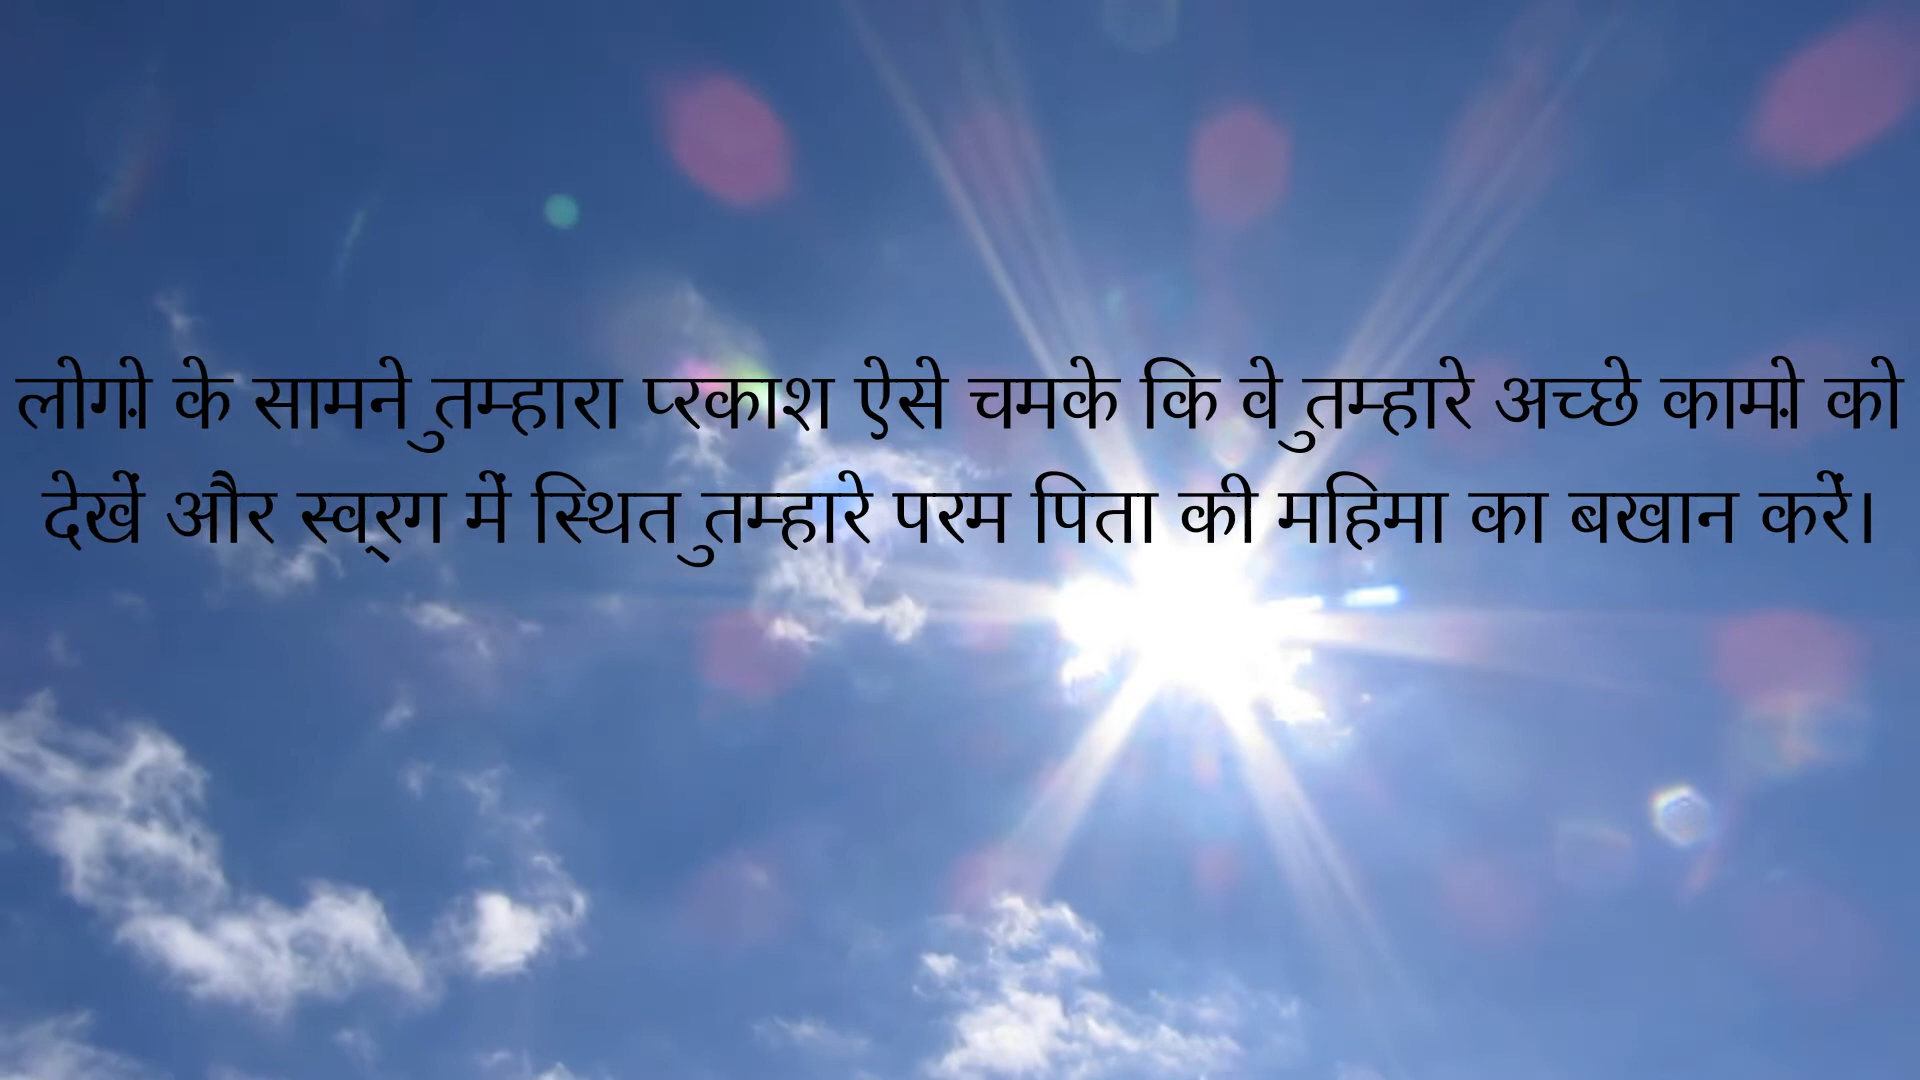 लोगों के सामने तुम्हारा प्रकाश ऐसे चमके कि वे तुम्हारे अच्छे कामों को
देखें और स्वर्ग में स्थित तुम्हारे परम पिता की महिमा का बखान करें।